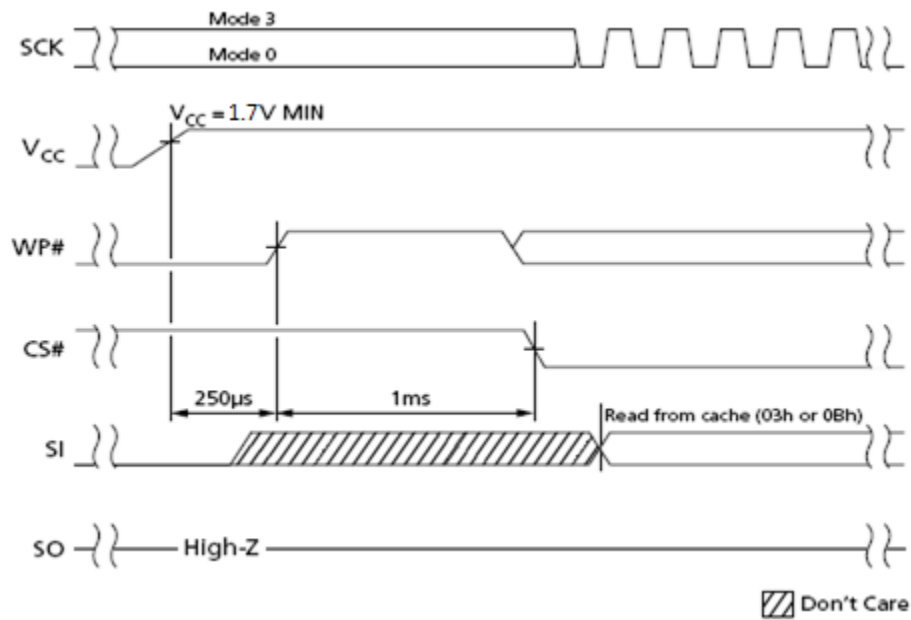 Mode 3
SCK
Mode 0
VCC = 1.7V MIN
VCC
WP#
CS#
250µs
1ms
Read from cache (03h or 0Bh)
SI
SO
High-Z
Don't Care